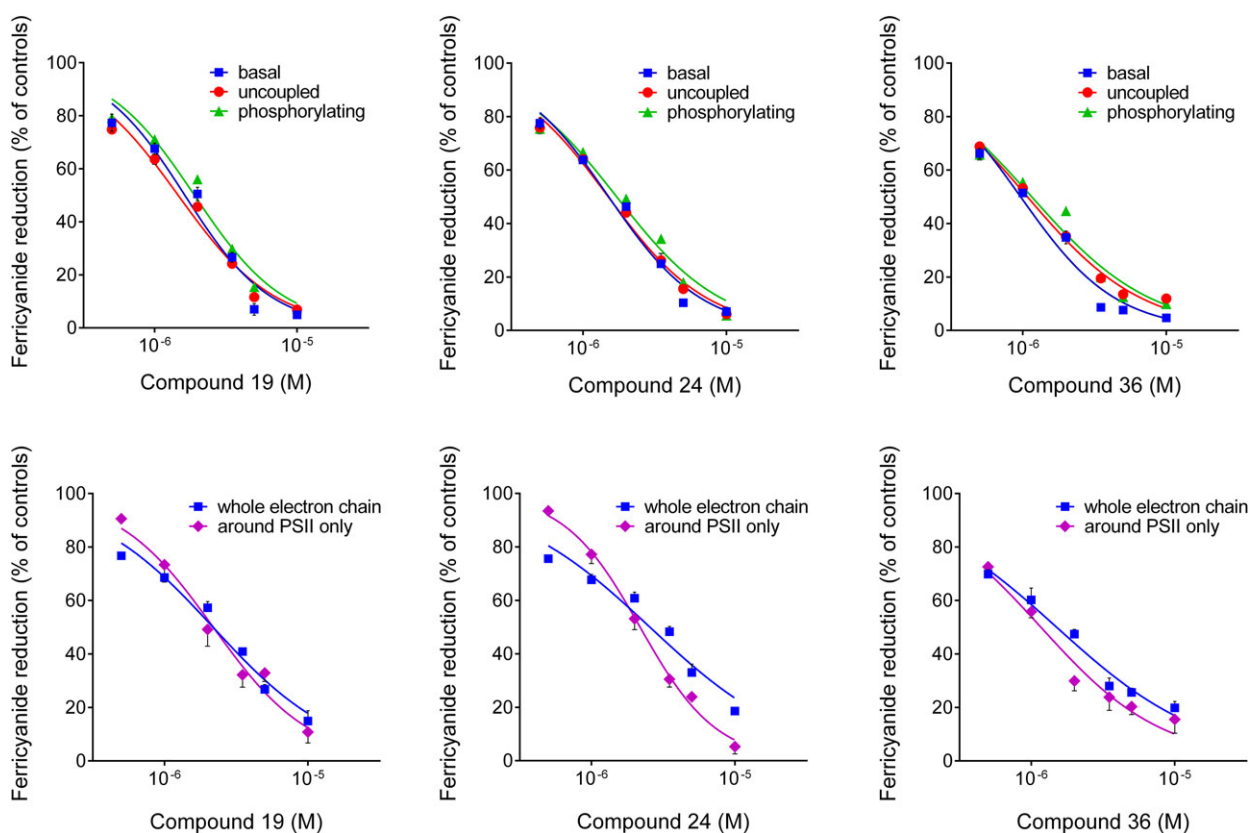 Ferricyanide reduction (% of controls)
100
80
60
40
20
0
basal
uncoupled
phosphorylating
10⁻⁶
10⁻⁵
Compound 19 (M)
Ferricyanide reduction (% of controls)
100
80
60
40
20
0
basal
uncoupled
phosphorylating
10⁻⁶
10⁻⁵
Compound 24 (M)
Ferricyanide reduction (% of controls)
100
80
60
40
20
0
basal
uncoupled
phosphorylating
10⁻⁶
10⁻⁵
Compound 36 (M)
Ferricyanide reduction (% of controls)
100
80
60
40
20
0
whole electron chain
around PSII only
10⁻⁶
10⁻⁵
Compound 19 (M)
Ferricyanide reduction (% of controls)
100
80
60
40
20
0
whole electron chain
around PSII only
10⁻⁶
10⁻⁵
Compound 24 (M)
Ferricyanide reduction (% of controls)
100
80
60
40
20
0
whole electron chain
around PSII only
10⁻⁶
10⁻⁵
Compound 36 (M)